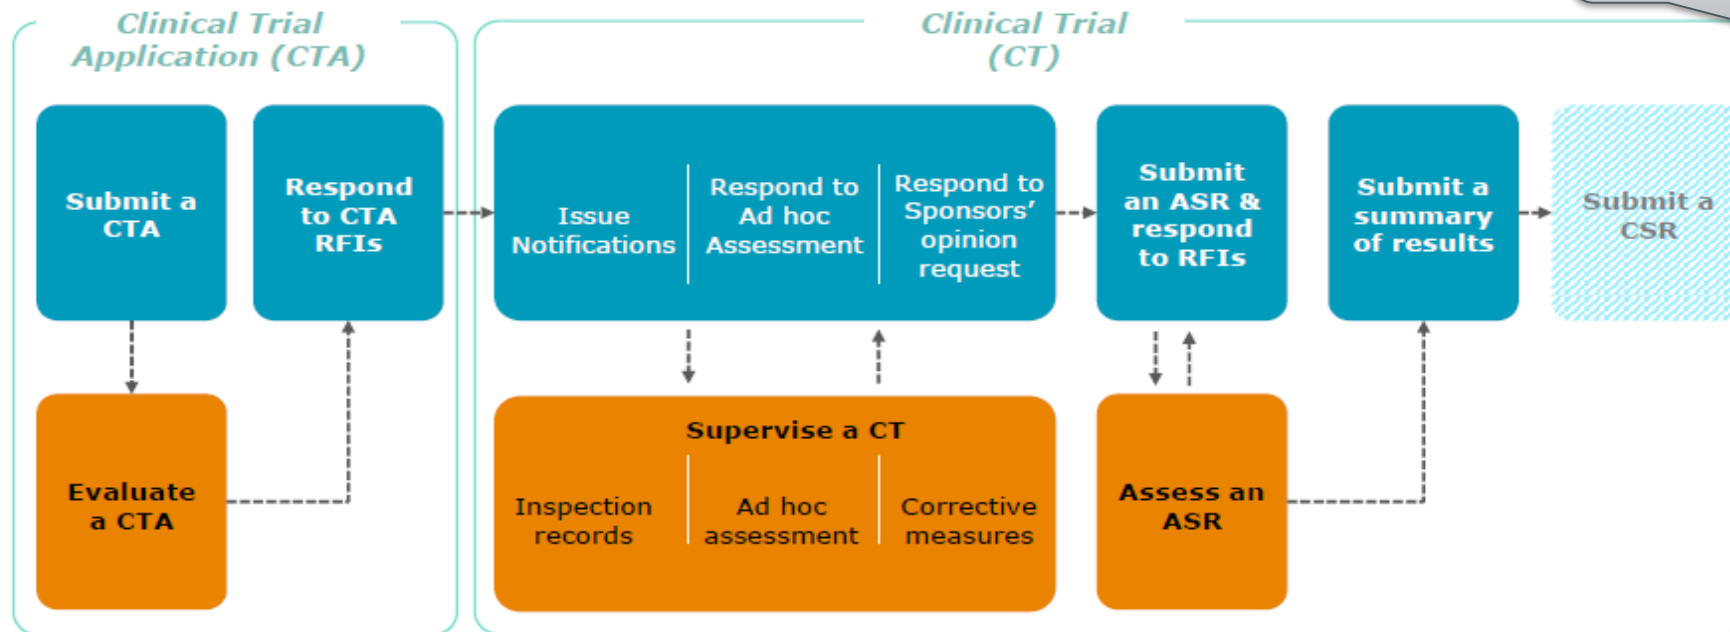 Clinical Trial
Application (CTA)
Clinical Trial
(CT)
Submit a
CTA
Respond
to CTA
RFIs
Issue
Notifications
Respond to
Ad hoc
Assessment
Respond to
Sponsors'
opinion
request
Submit
an ASR &
respond
to RFIs
Submit a
summary
of results
Submit a
CSR
Evaluate
a CTA
Supervise a CT
Inspection
records
Ad hoc
assessment
Corrective
measures
Assess an
ASR